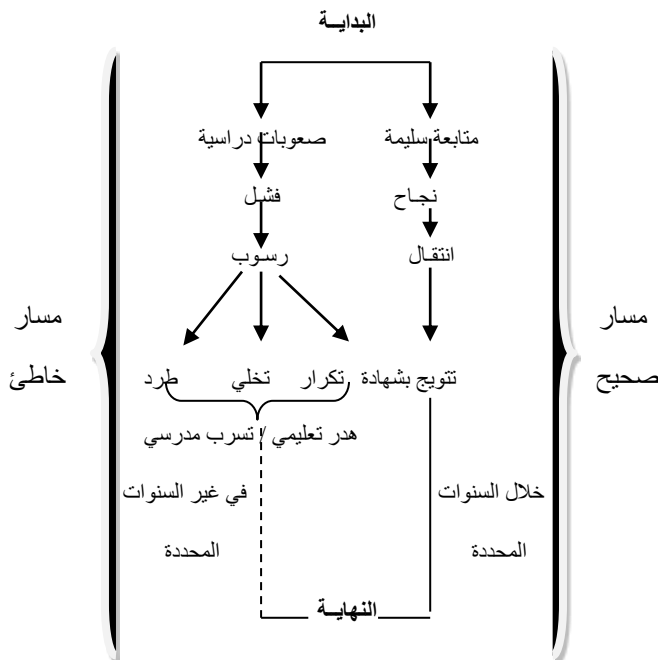 البدايــة
متابعة سليمة صعوبات دراسية
نجـاح فشـل
انتقـال رسـوب
مسار مسار
صحيح خاطئ
تتويج بشهادة تكرار تخلي طرد
هدر تعليمي / تسرب مدرسي
خلال السنوات في غير السنوات
المحددة المحددة
النهايــة